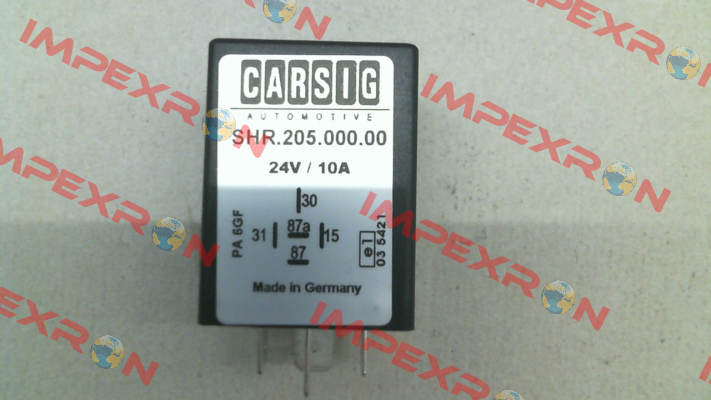 CARSIG
AUTOMOTIVE
SHR.205.000.00
24V / 10A
30
87a
31
15
87
PA 6GF
e1
03 5421
Made in Germany
IMPEXRON
IMPEXRON
IMPEXRON
IMPEXRON
IMPEXRON
IMPEXRON